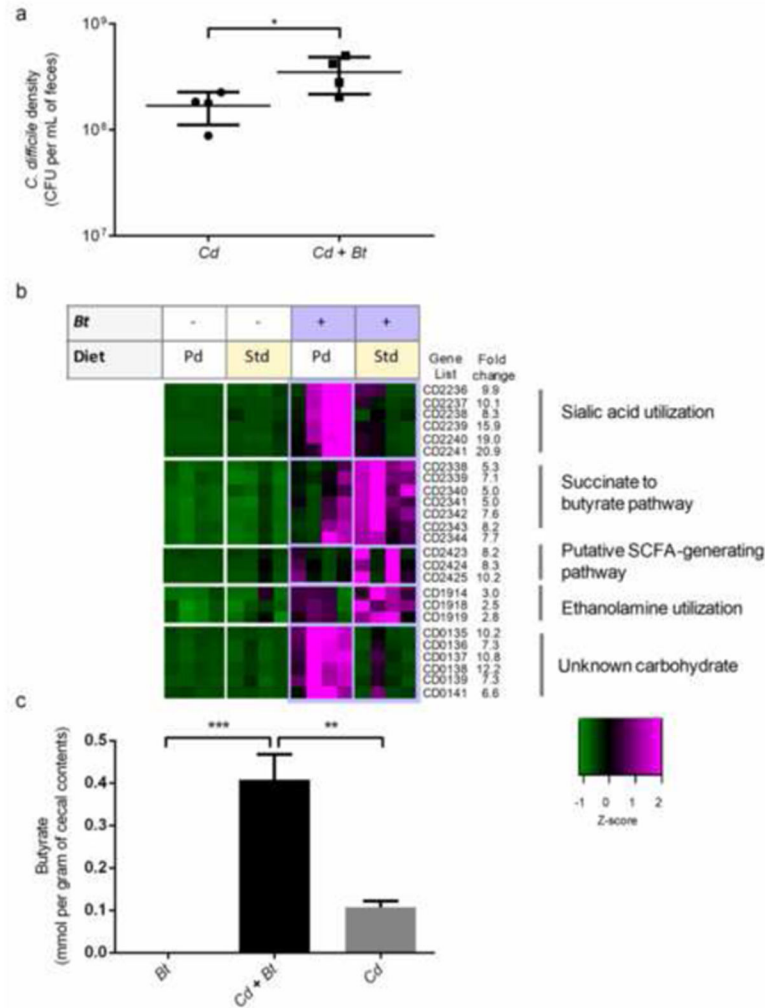 a
10⁹
10⁸
10⁷
C. difficile density
(CFU per mL of feces)
*
Cd
Cd + Bt
b
Bt - - + +
Diet Pd Std Pd Std
Gene List
Fold change
CD2236 9.9
CD2237 10.1
CD2238 8.3
CD2239 15.9
CD2240 19.0
CD2241 20.9
Sialic acid utilization
CD2338 5.3
CD2339 7.1
CD2340 5.0
CD2341 5.0
CD2342 7.6
CD2343 8.2
CD2344 7.7
Succinate to
butyrate pathway
CD2423 8.2
CD2424 8.3
CD2425 10.2
Putative SCFA-generating
pathway
CD1914 3.0
CD1918 2.5
CD1919 2.8
Ethanolamine utilization
CD0135 10.2
CD0136 7.3
CD0137 10.8
CD0138 12.2
CD0139 7.3
CD0141 6.6
Unknown carbohydrate
-1 0 1 2
Z-score
c
*** **
0.5
0.4
0.3
0.2
0.1
0.0
Butyrate
(mmol per gram of cecal contents)
Bt
Cd + Bt
Cd